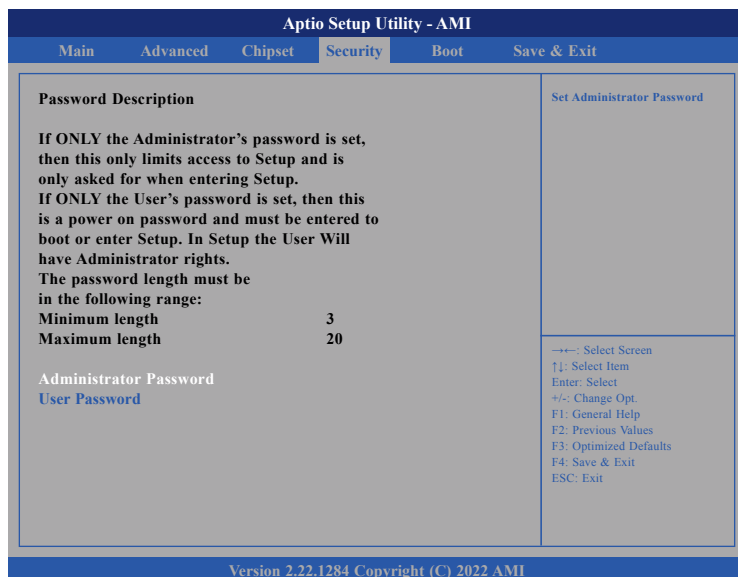 Aptio Setup Utility - AMI
Main Advanced Chipset Security Boot Save & Exit
Password Description
If ONLY the Administrator's password is set,
then this only limits access to Setup and is
only asked for when entering Setup.
If ONLY the User's password is set, then this
is a power on password and must be entered to
boot or enter Setup. In Setup the User Will
have Administrator rights.
The password length must be
in the following range:
Minimum length 3
Maximum length 20
Administrator Password
User Password
Set Administrator Password
→←: Select Screen
↑↓: Select Item
Enter: Select
+/-: Change Opt.
F1: General Help
F2: Previous Values
F3: Optimized Defaults
F4: Save & Exit
ESC: Exit
Version 2.22.1284 Copyright (C) 2022 AMI